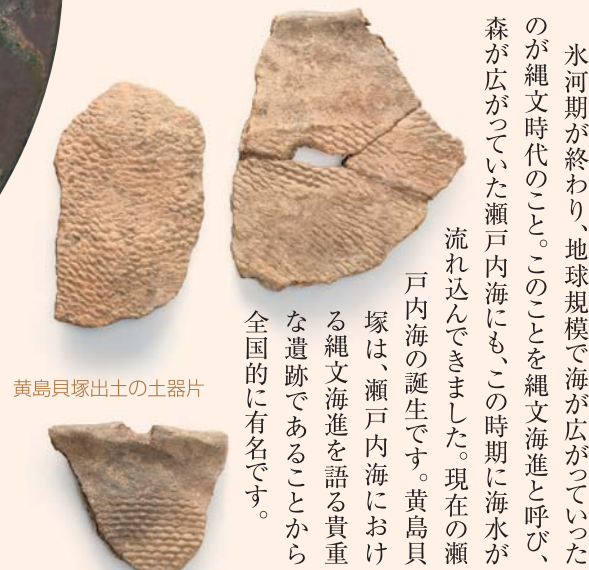 氷河期が終わり、地球規模で海が広がっていった
のが縄文時代のこと。このことを縄文海進と呼び、
森が広がっていた瀬戸内海にも、この時期に海水が
流れ込んできました。現在の瀬
戸内海の誕生です。黄島貝
塚は、瀬戸内海におけ
る縄文海進を語る貴重
な遺跡であることから
全国的に有名です。
黄島貝塚出土の土器片